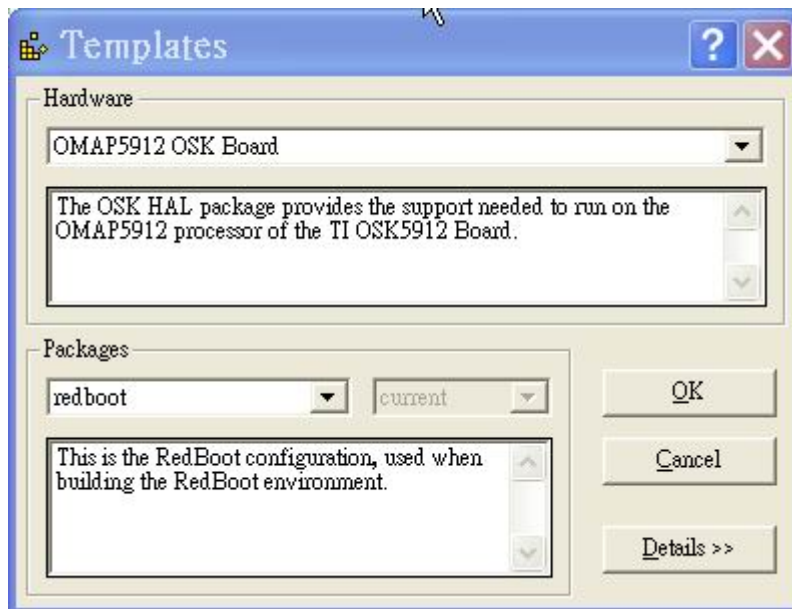 Templates
Hardware
OMAP5912 OSK Board
The OSK HAL package provides the support needed to run on the
OMAP5912 processor of the TI OSK5912 Board.
Packages
redboot
current
This is the RedBoot configuration, used when
building the RedBoot environment.
OK
Cancel
Details >>